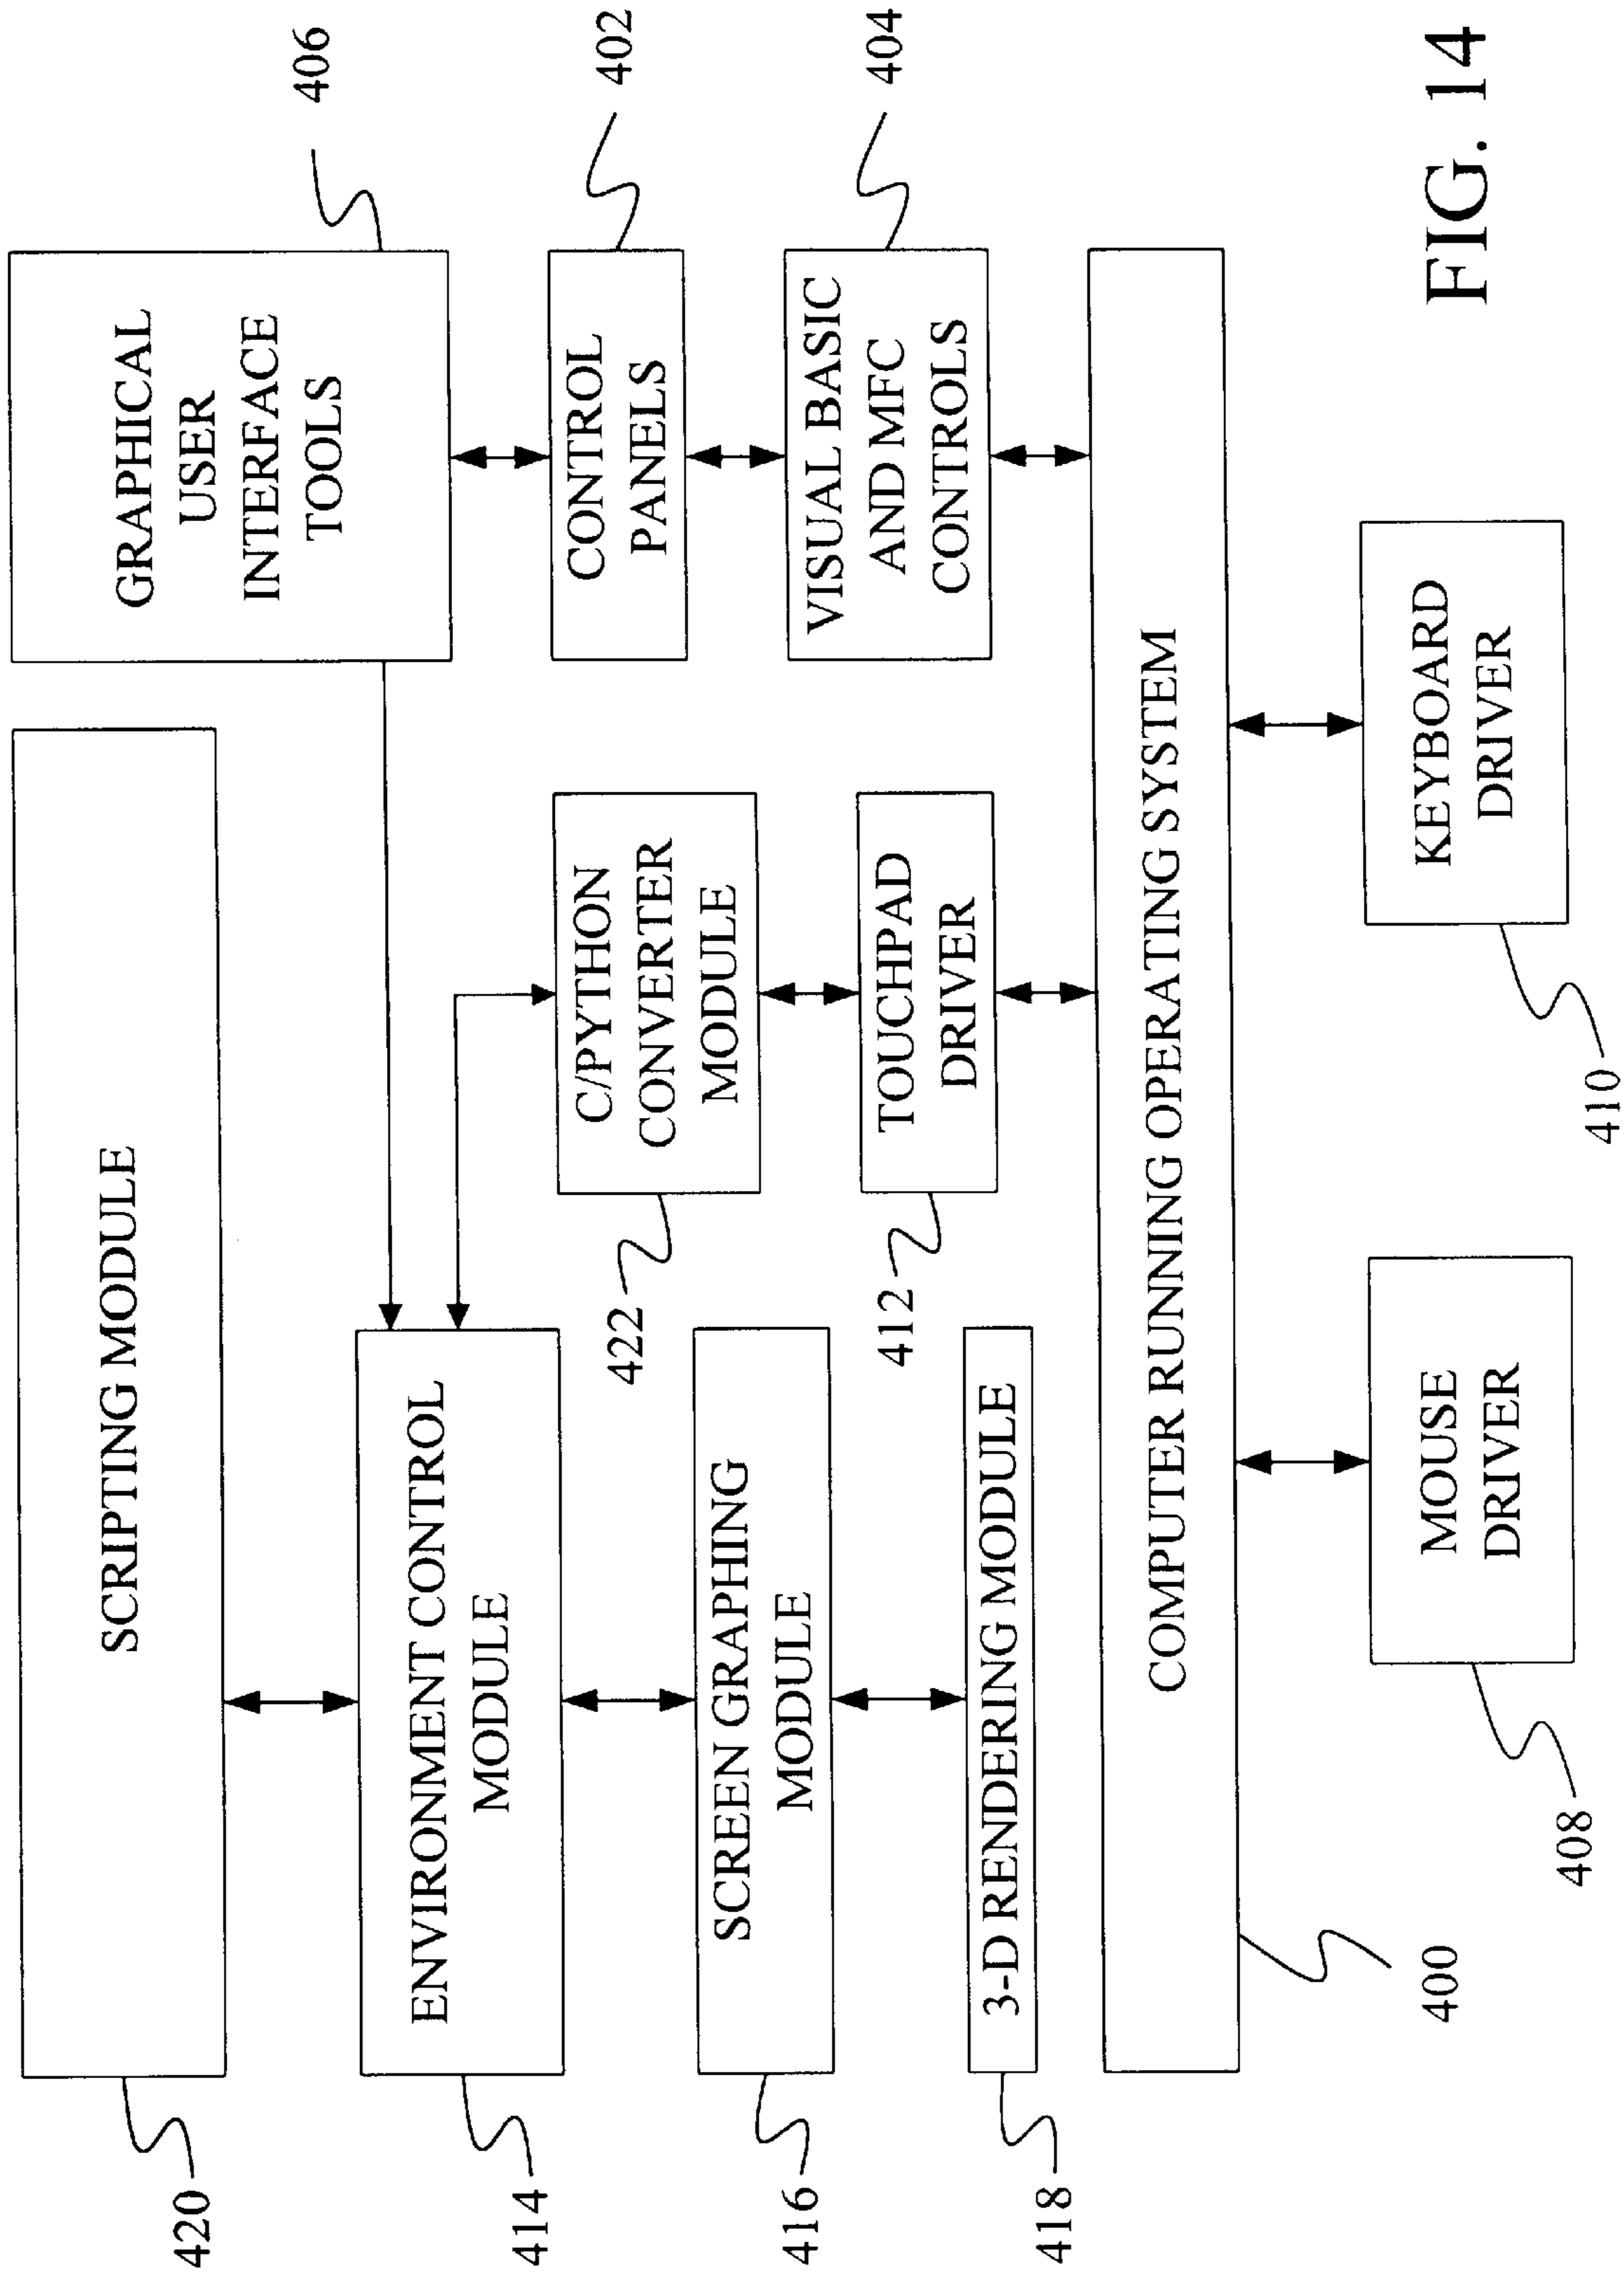 420
SCRIPTING MODULE
GRAPHICAL
USER
INTERFACE
TOOLS
406
414
ENVIRONMENT CONTROL
MODULE
422
C/PYTHON
CONVERTER
MODULE
CONTROL
PANELS
402
416
SCREEN GRAPHING
MODULE
412
TOUCHPAD
DRIVER
VISUAL BASIC
AND MFC
CONTROLS
404
418
3-D RENDERING MODULE
COMPUTER RUNNING OPERATING SYSTEM
400
408
MOUSE
DRIVER
410
KEYBOARD
DRIVER
FIG. 14